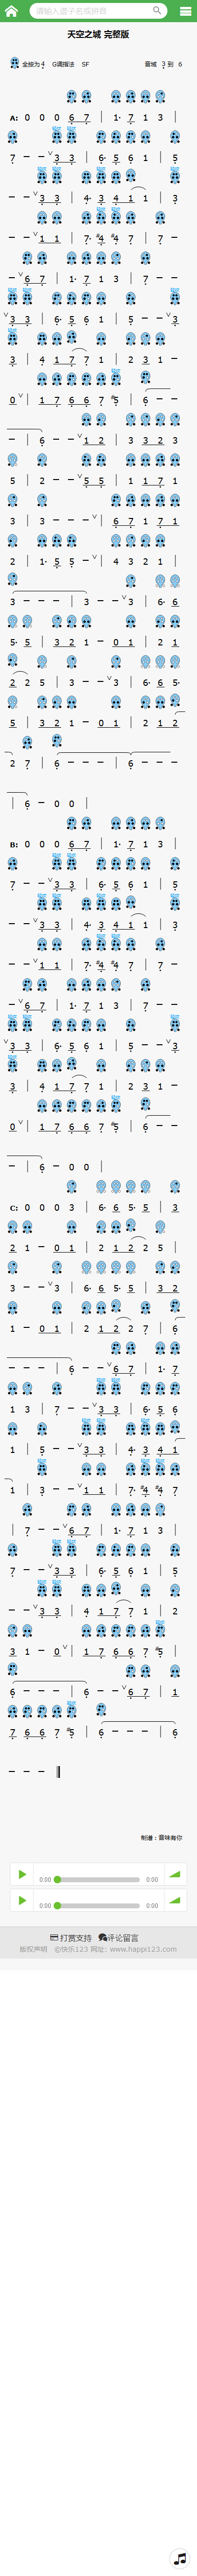 请输入谱子名或拼音
天空之城 完整版
全按为4 G调指法 SF 音域 3 到 6
A: 0 0 0 6 7 | 1· 7 1 3 |
7 - - ∨3 3 | 6· 5 6 1 | 5
- - ∨3 3 | 4· 3 4 1 1 | 3
- - ∨1 1 | 7· #4 #4 7 | 7 -
- ∨6 7 | 1· 7 1 3 | 7 - -
∨3 3 | 6· 5 6 1 | 5 - - ∨3
3 | 4 1 7 7 1 | 2 3 1 -
0 ∨ | 1 7 6 6 7 #5 | 6 - -
- | 6 - - ∨1 2 | 3 3 2 3
5 | 2 - - ∨5 5 | 1 1 7 1
3 | 3 - - - ∨ | 6 7 1 7 1
2 | 1· 5 5 - ∨ | 4 3 2 1 |
3 - - - - | 3 - - ∨3 | 6· 6
5· 5 | 3 2 1 - 0 1 | 2 1
2 2 5 | 3 - - ∨3 | 6· 6 5·
5 | 3 2 1 - 0 1 | 2 1 2
2 7 | 6 - - - - | 6 - - -
| 6 - 0 0 |
B: 0 0 0 6 7 | 1· 7 1 3 |
7 - - ∨3 3 | 6· 5 6 1 | 5
- - ∨3 3 | 4· 3 4 1 1 | 3
- - ∨1 1 | 7· #4 #4 7 | 7 -
- ∨6 7 | 1· 7 1 3 | 7 - -
3 3 | 6· 5 6 1 | 5 - - ∨3
3 | 4 1 7 7 1 | 2 3 1 -
0 ∨ | 1 7 6 6 7 #5 | 6 - -
- | 6 - 0 0 |
C: 0 0 0 3 | 6· 6 5· 5 | 3
2 1 - 0 1 | 2 1 2 2 5 |
3 - - ∨3 | 6· 6 5· 5 | 3 2
1 - 0 1 | 2 1 2 2 7 | 6
- - - - | 6 - - ∨6 7 | 1· 7
1 3 | 7 - - ∨3 3 | 6· 5 6
1 | 5 - - ∨3 3 | 4· 3 4 1
1 | 3 - - ∨1 1 | 7· #4 #4 7
| 7 - - ∨6 7 | 1· 7 1 3 |
7 - - ∨3 3 | 6· 5 6 1 | 5
- - ∨3 3 | 4 1 7 7 1 | 2
3 1 - 0 ∨ | 1 7 6 6 7 #5 |
6 - - - - | 6 - - ∨6 7 | 1
7 6 6 7 #5 | 6 - - - | 6
- - -
制谱：音味有你
0:00 0:00
0:00 0:00
打赏支持 评论留言
版权声明 ©快乐123 网址: www.happi123.com